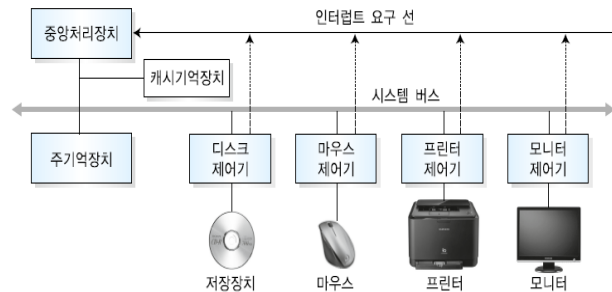 인터럽트 요구 선
중앙처리장치
캐시기억장치
시스템 버스
주기억장치
디스크
제어기
마우스
제어기
프린터
제어기
모니터
제어기
저장장치
마우스
프린터
모니터